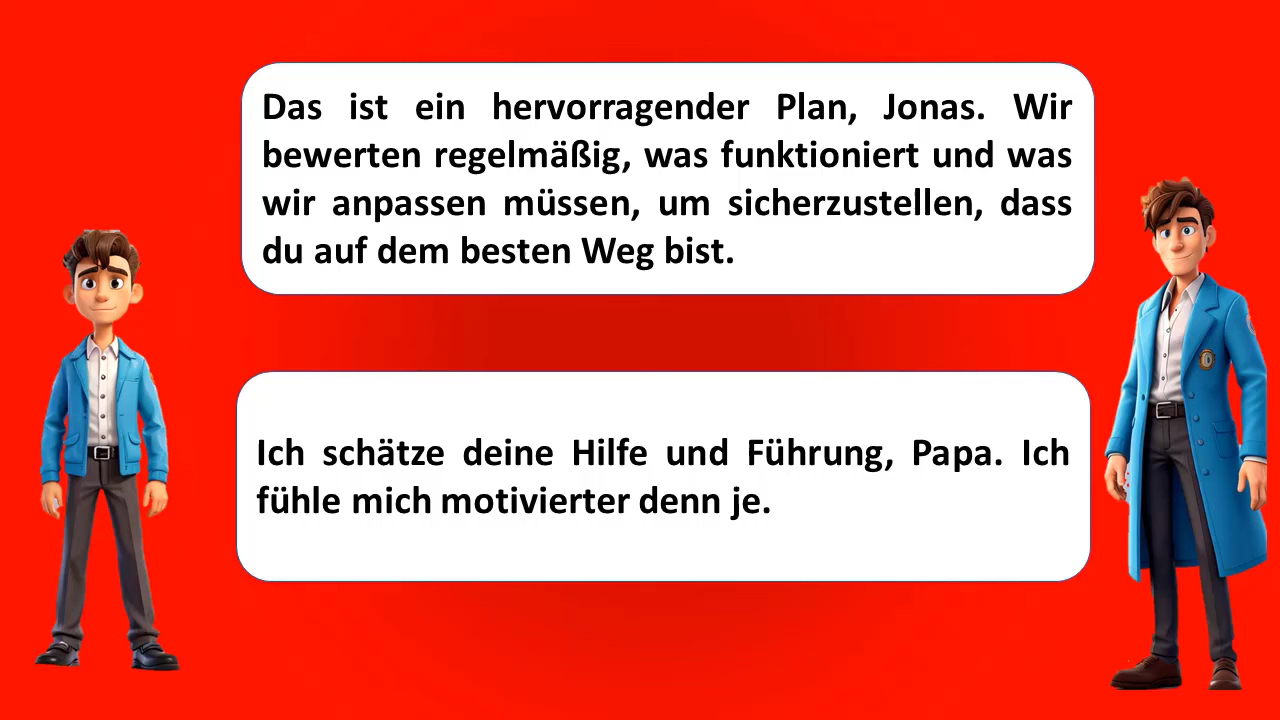 Das ist ein hervorragender Plan, Jonas. Wir
bewerten regelmäßig, was funktioniert und was
wir anpassen müssen, um sicherzustellen, dass
du auf dem besten Weg bist.
Ich schätze deine Hilfe und Führung, Papa. Ich
fühle mich motivierter denn je.